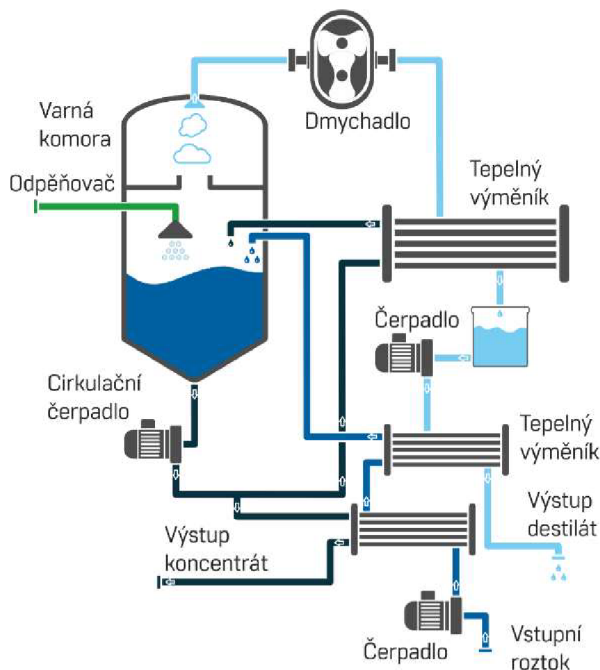 Varná
komora
Dmychadlo
Odpěňovač
Tepelný
výměník
Čerpadlo
Cirkulační
čerpadlo
Tepelný
výměník
Výstup
destilát
Výstup
koncentrát
Čerpadlo
Vstupní
roztok